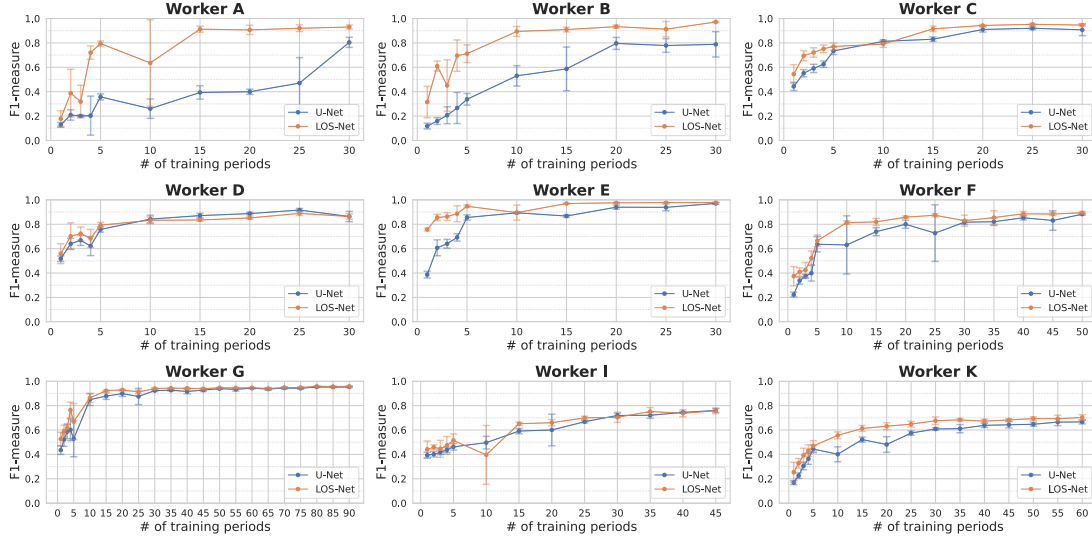 Worker A
F1-measure
1.0
0.8
0.6
0.4
0.2
0.0
U-Net
LOS-Net
0 5 10 15 20 25 30
# of training periods
Worker B
F1-measure
1.0
0.8
0.6
0.4
0.2
0.0
U-Net
LOS-Net
0 5 10 15 20 25 30
# of training periods
Worker C
F1-measure
1.0
0.8
0.6
0.4
0.2
0.0
U-Net
LOS-Net
0 5 10 15 20 25 30
# of training periods
Worker D
F1-measure
1.0
0.8
0.6
0.4
0.2
0.0
U-Net
LOS-Net
0 5 10 15 20 25 30
# of training periods
Worker E
F1-measure
1.0
0.8
0.6
0.4
0.2
0.0
U-Net
LOS-Net
0 5 10 15 20 25 30
# of training periods
Worker F
F1-measure
1.0
0.8
0.6
0.4
0.2
0.0
U-Net
LOS-Net
0 5 10 15 20 25 30 35 40 45 50
# of training periods
Worker G
F1-measure
1.0
0.8
0.6
0.4
0.2
0.0
U-Net
LOS-Net
0 5 10 15 20 25 30 35 40 45 50 55 60 65 70 75 80 85 90
# of training periods
Worker I
F1-measure
1.0
0.8
0.6
0.4
0.2
0.0
U-Net
LOS-Net
0 5 10 15 20 25 30 35 40 45
# of training periods
Worker K
F1-measure
1.0
0.8
0.6
0.4
0.2
0.0
U-Net
LOS-Net
0 5 10 15 20 25 30 35 40 45 50 55 60
# of training periods